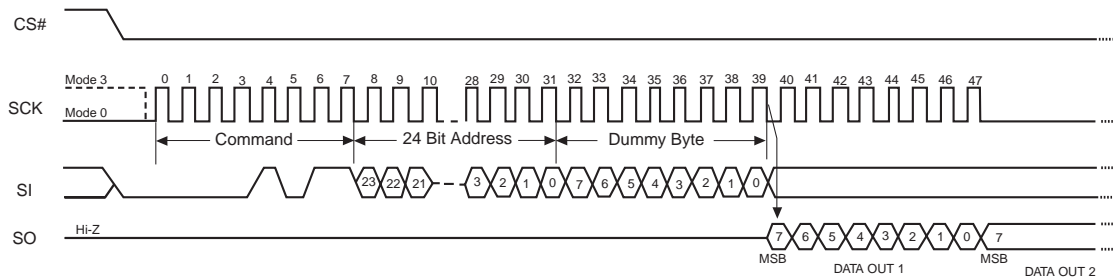 CS#
Mode 3 0 1 2 3 4 5 6 7 8 9 10 28 29 30 31 32 33 34 35 36 37 38 39 40 41 42 43 44 45 46 47
SCK
Mode 0
Command 24 Bit Address Dummy Byte
SI 23 22 21 3 2 1 0 7 6 5 4 3 2 1 0
Hi-Z
SO 7 6 5 4 3 2 1 0 7
MSB DATA OUT 1 MSB DATA OUT 2